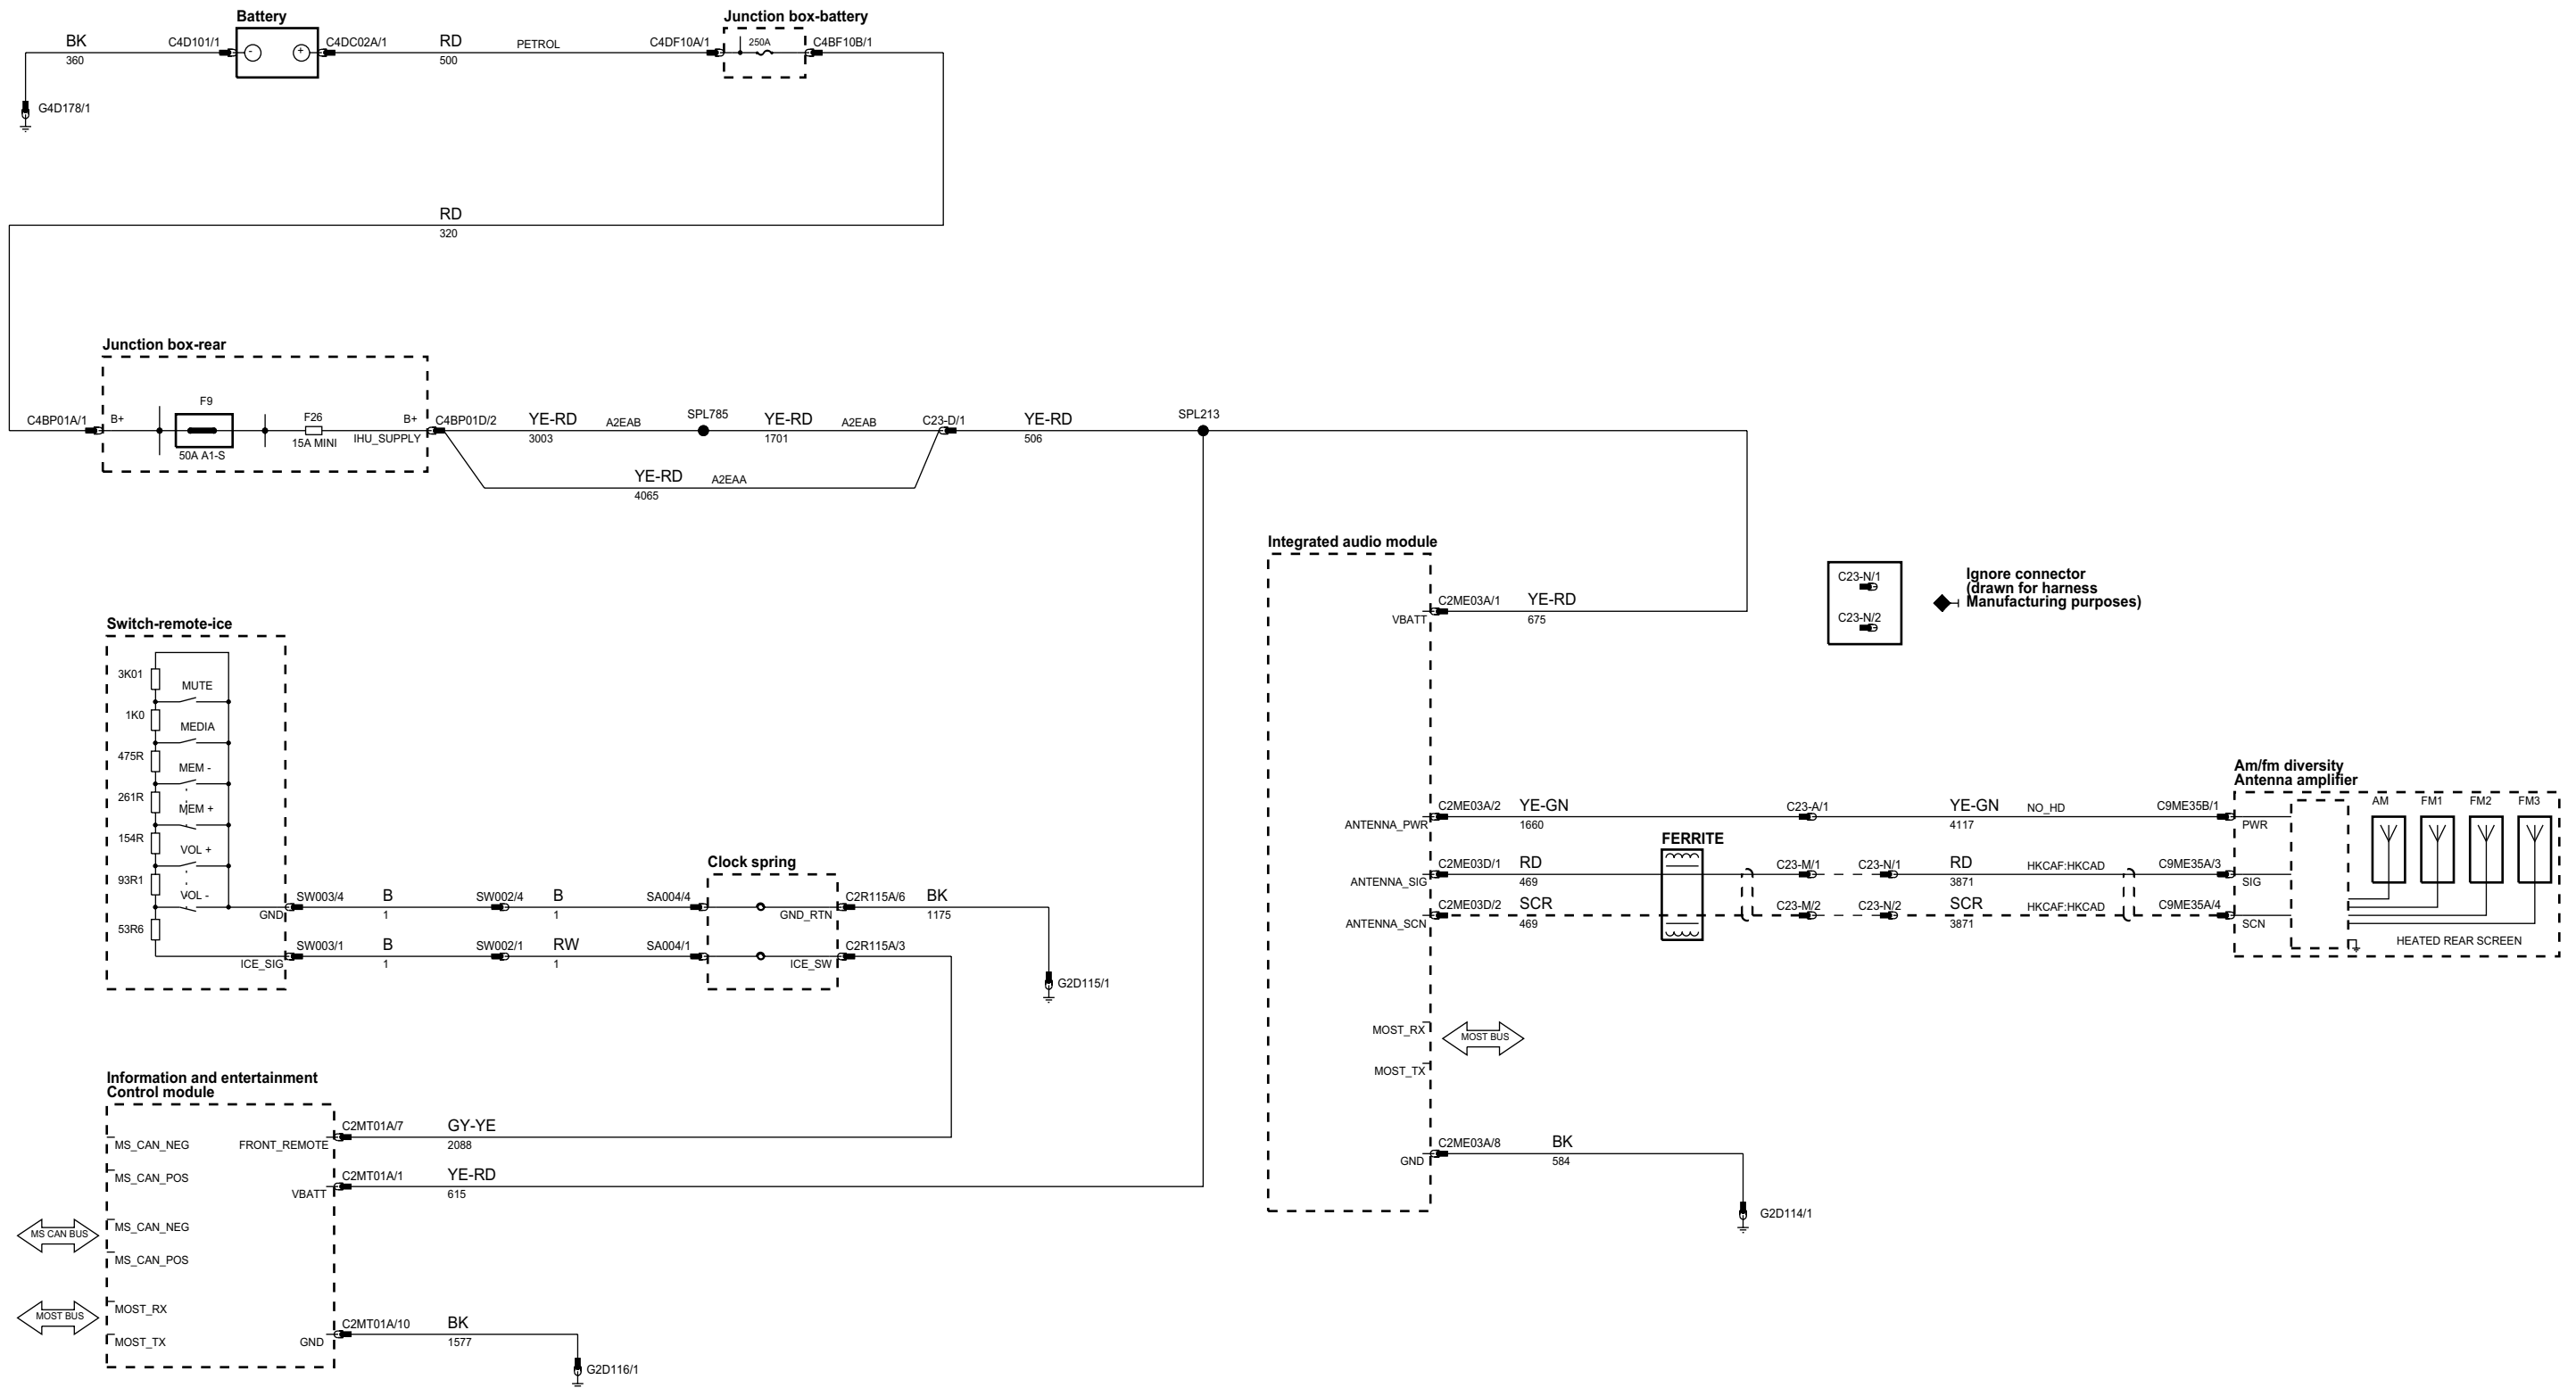 Battery
Junction box-battery
BK
360
C4D101/1
-
+
C4DC02A/1
RD
500
PETROL
C4DF10A/1
250A
C4BF10B/1
G4D178/1
RD
320
Junction box-rear
C4BP01A/1
B+
F9
50A A1-S
F26
15A MINI
B+
IHU_SUPPLY
C4BP01D/2
YE-RD
3003
A2EAB
SPL785
YE-RD
1701
A2EAB
C23-D/1
YE-RD
506
SPL213
YE-RD
4065
A2EAA
Integrated audio module
C2ME03A/1
YE-RD
VBATT
675
C23-N/1
C23-N/2
Ignore connector
(drawn for harness
Manufacturing purposes)
Switch-remote-ice
3K01
MUTE
1K0
MEDIA
475R
MEM -
261R
MEM +
154R
VOL +
93R1
VOL -
53R6
GND
ICE_SIG
SW003/4
B
1
SW002/4
B
1
SA004/4
SW003/1
B
1
SW002/1
RW
1
SA004/1
Clock spring
GND_RTN
ICE_SW
C2R115A/6
BK
1175
C2R115A/3
G2D115/1
C2ME03A/2
YE-GN
ANTENNA_PWR
1660
C23-A/1
YE-GN
4117
NO_HD
C9ME35B/1
FERRITE
C2ME03D/1
RD
ANTENNA_SIG
469
C23-M/1
C23-N/1
RD
3871
HKCAF:HKCAD
C9ME35A/3
C2ME03D/2
SCR
ANTENNA_SCN
469
C23-M/2
C23-N/2
SCR
3871
HKCAF:HKCAD
C9ME35A/4
Am/fm diversity
Antenna amplifier
AM
FM1
FM2
FM3
PWR
SIG
SCN
HEATED REAR SCREEN
MOST_RX
MOST BUS
MOST_TX
C2ME03A/8
BK
GND
584
G2D114/1
Information and entertainment
Control module
MS_CAN_NEG
MS_CAN_POS
MS CAN BUS
MS_CAN_NEG
MS_CAN_POS
MOST BUS
MOST_RX
MOST_TX
FRONT_REMOTE
C2MT01A/7
GY-YE
2088
VBATT
C2MT01A/1
YE-RD
615
GND
C2MT01A/10
BK
1577
G2D116/1